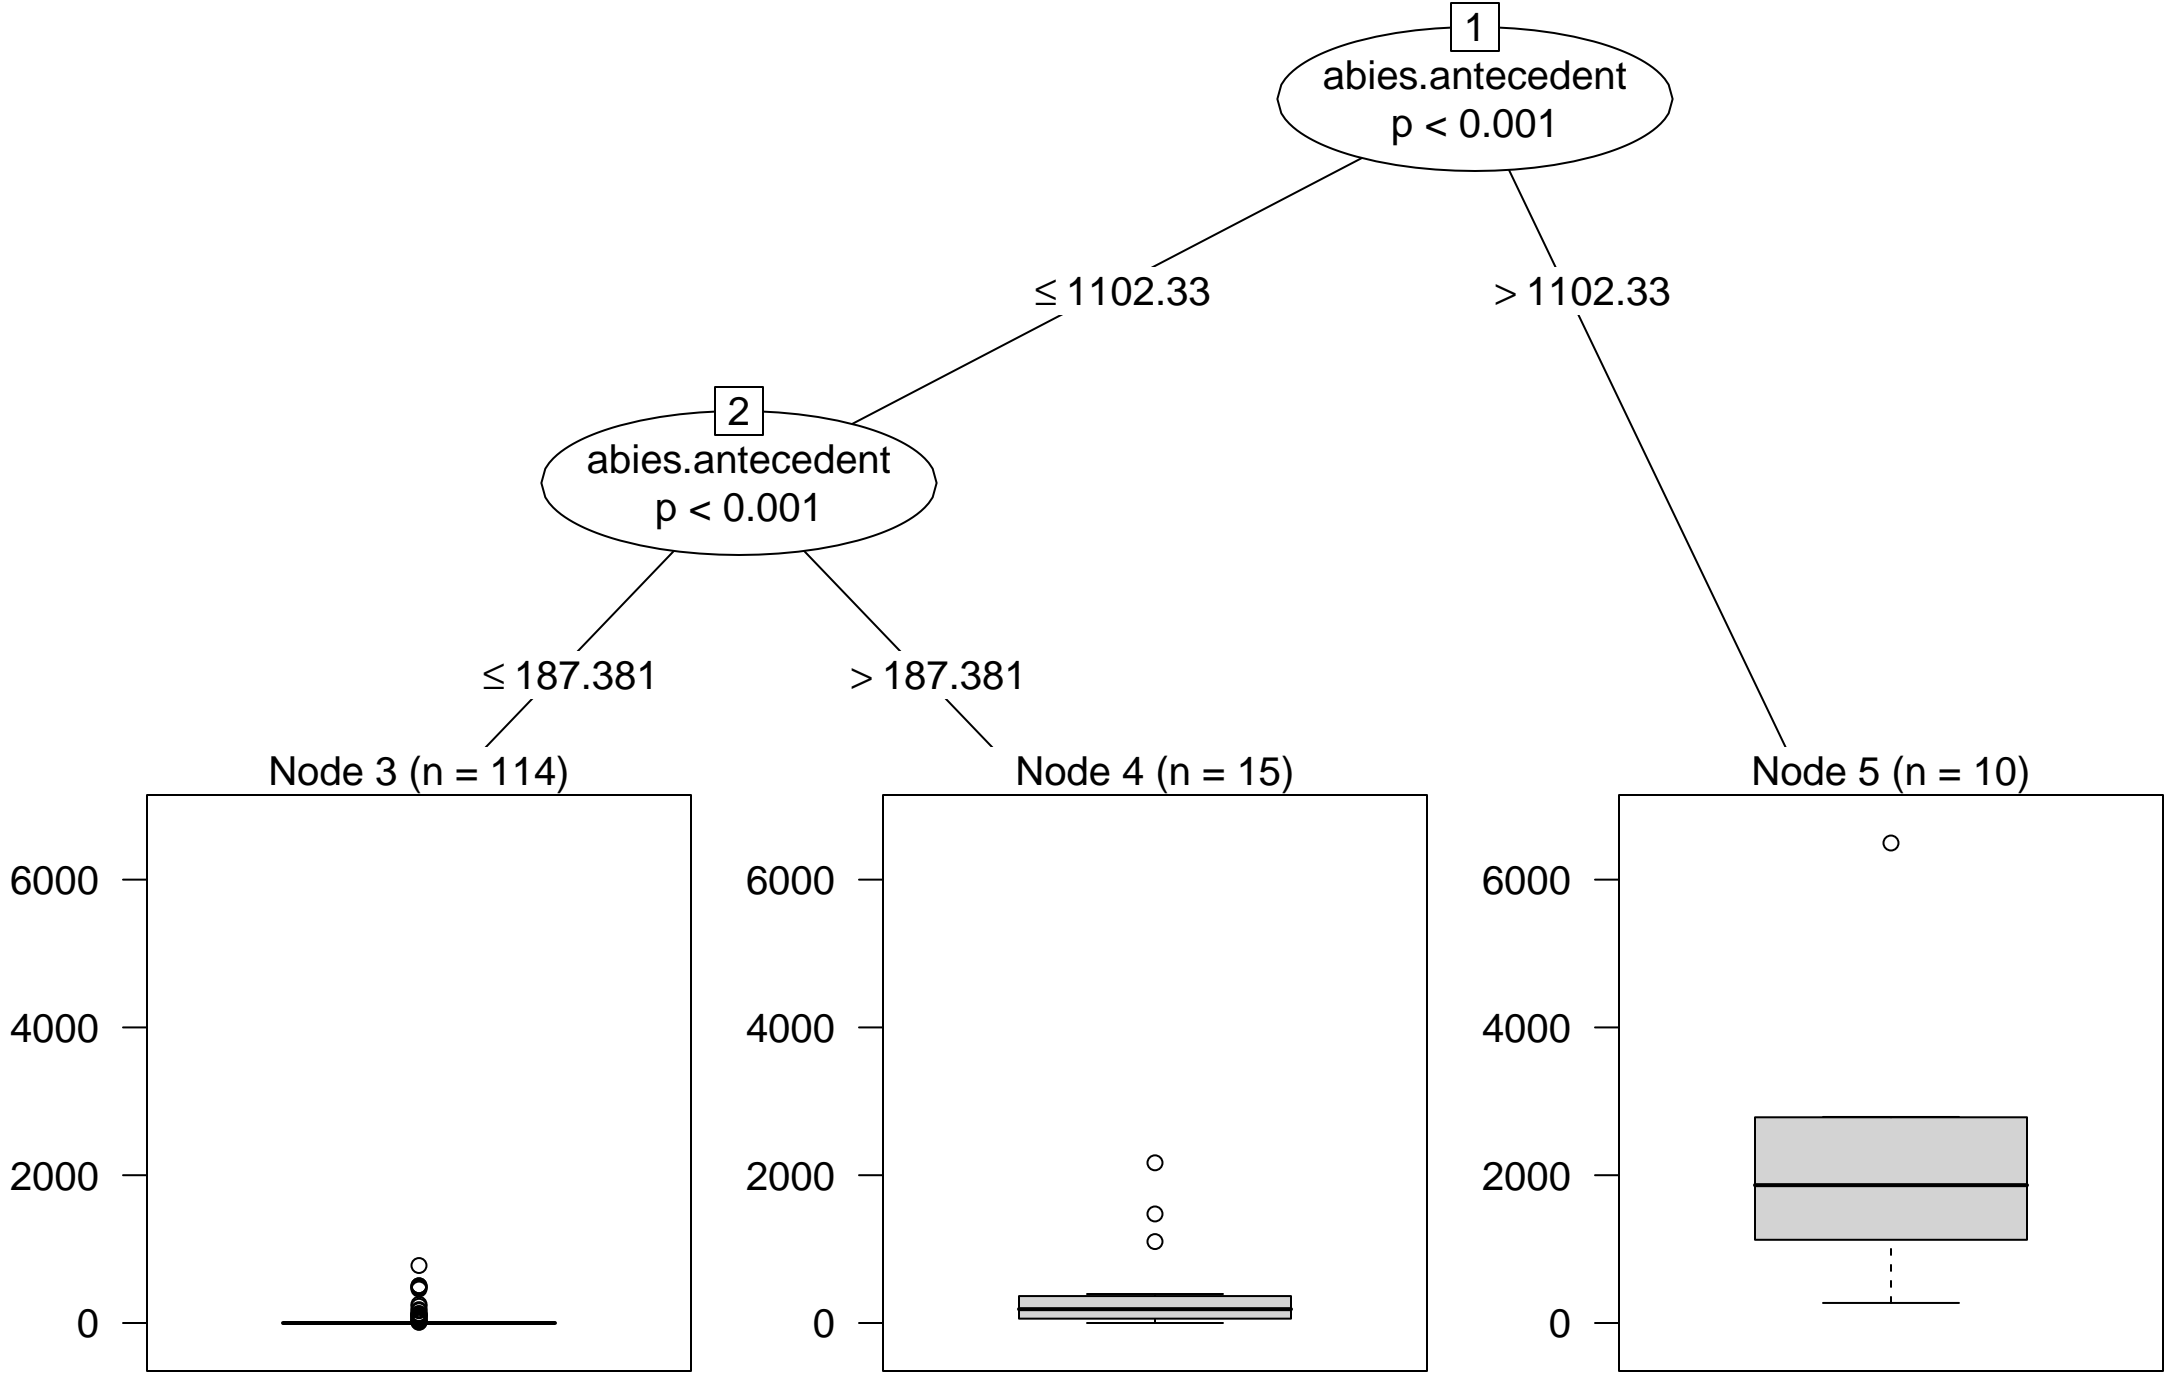 1
abies.antecedent
p < 0.001
≤ 1102.33
> 1102.33
2
abies.antecedent
p < 0.001
≤ 187.381
> 187.381
Node 3 (n = 114)
6000
4000
2000
0
Node 4 (n = 15)
6000
4000
2000
0
Node 5 (n = 10)
6000
4000
2000
0